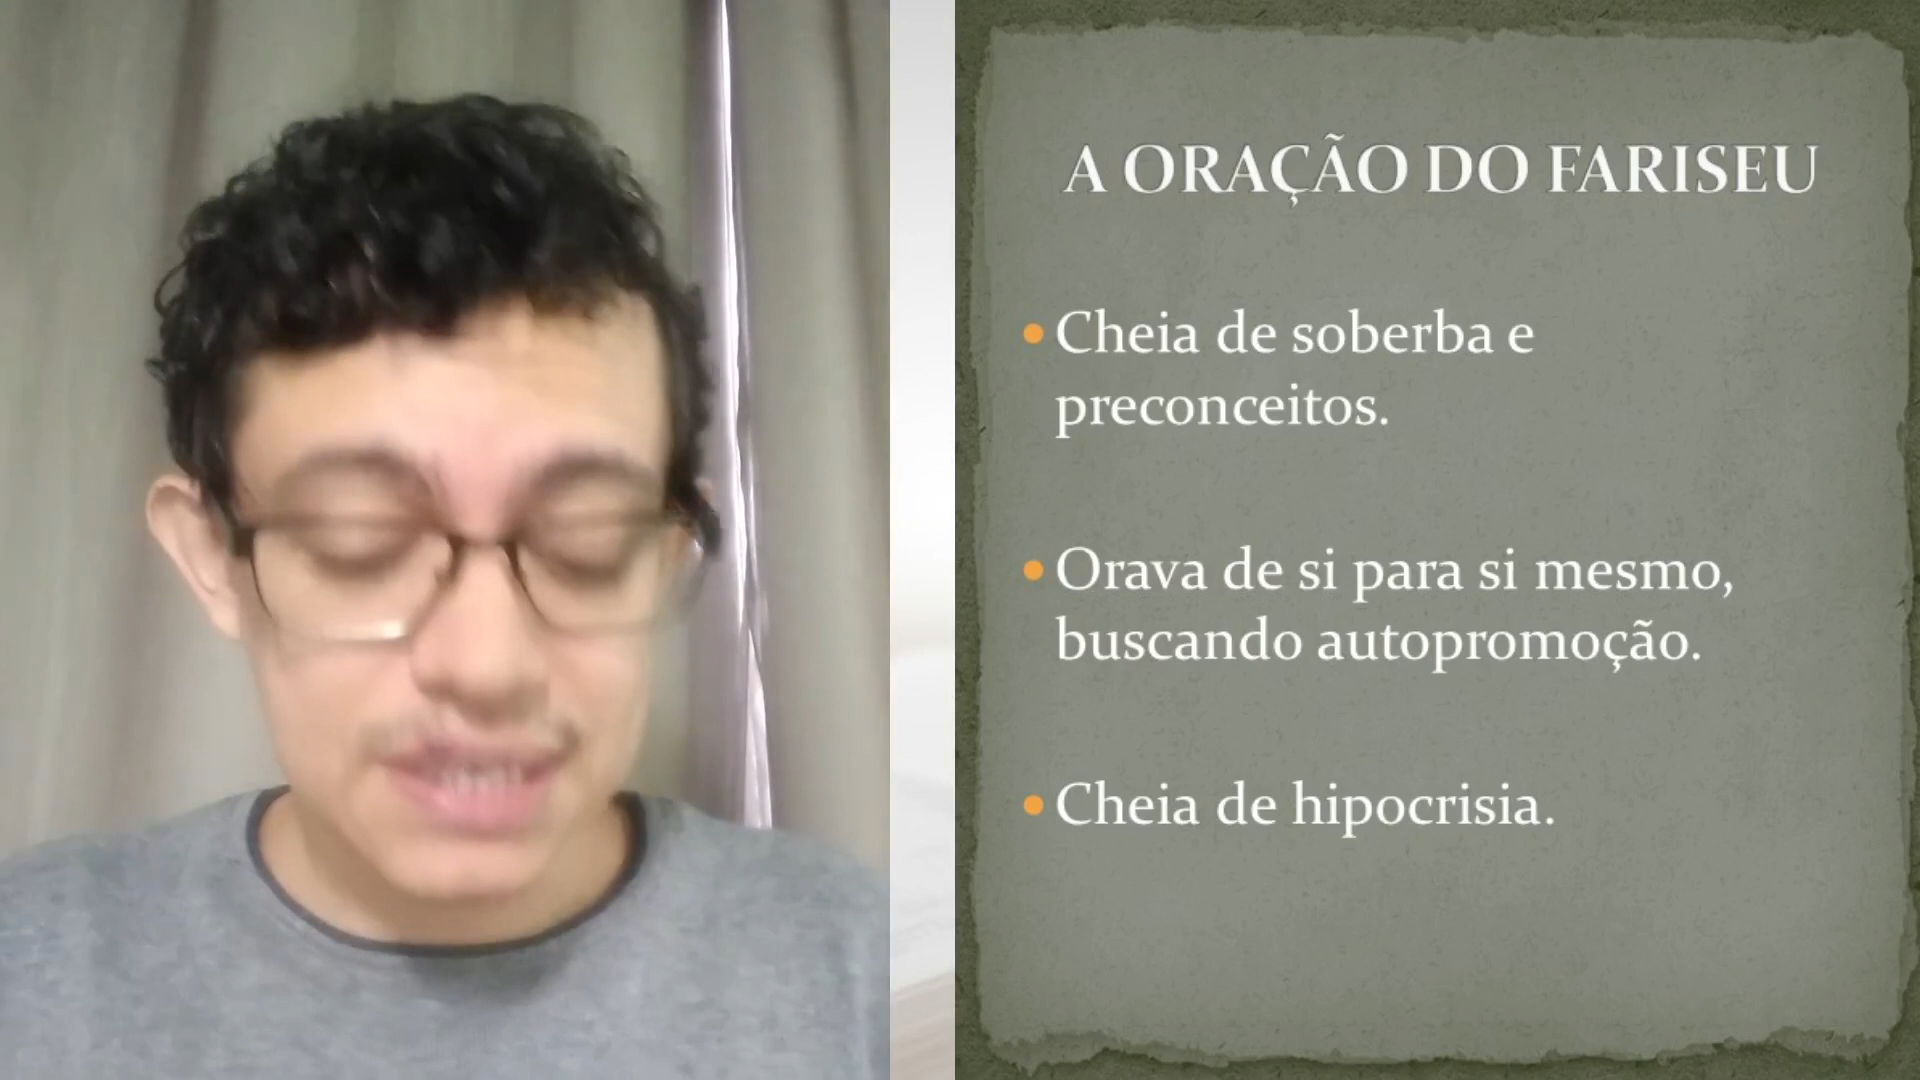 A ORAÇÃO DO FARISEU
• Cheia de soberba e
preconceitos.
• Orava de si para si mesmo,
buscando autopromoção.
• Cheia de hipocrisia.